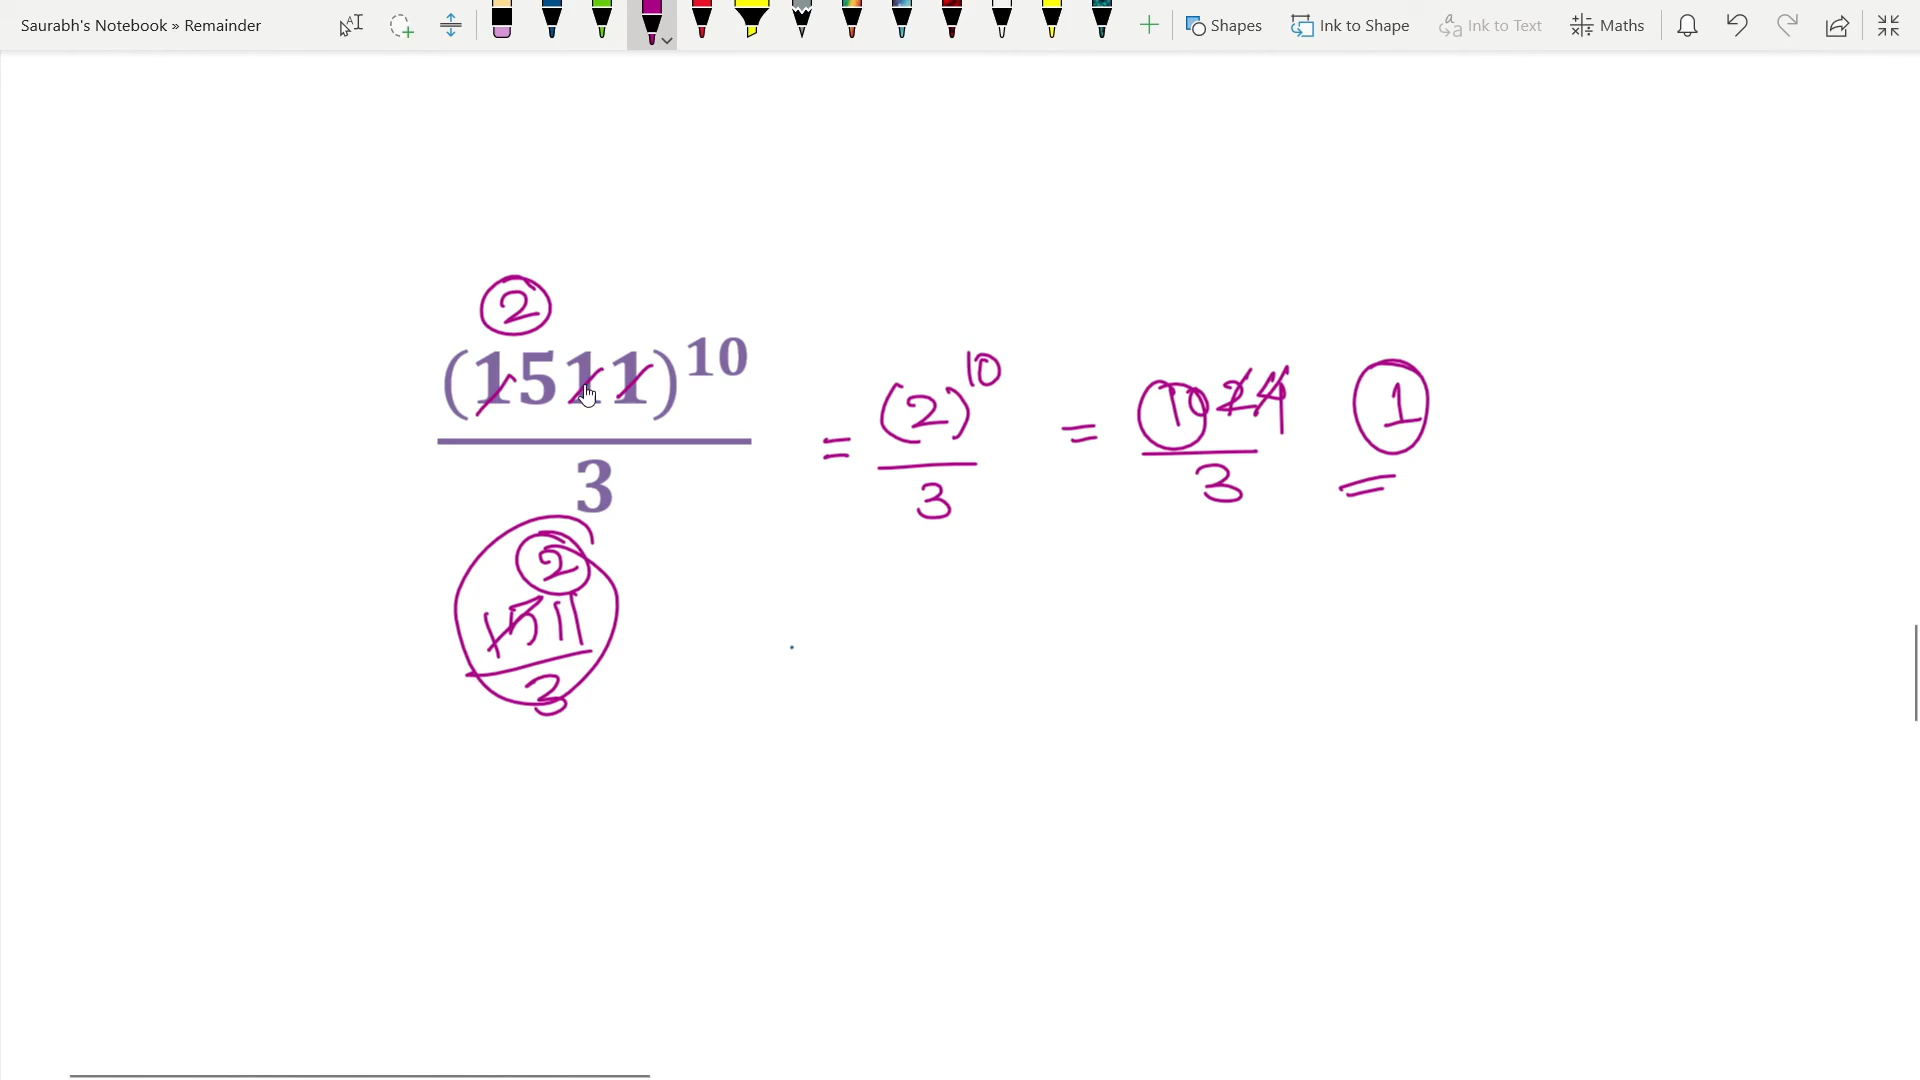 Saurabh's Notebook » Remainder
Shapes
Ink to Shape
Ink to Text
Maths
2
(1511)^10
3
= (2)^10
3
= 1024
3
1
=
2
1511
3